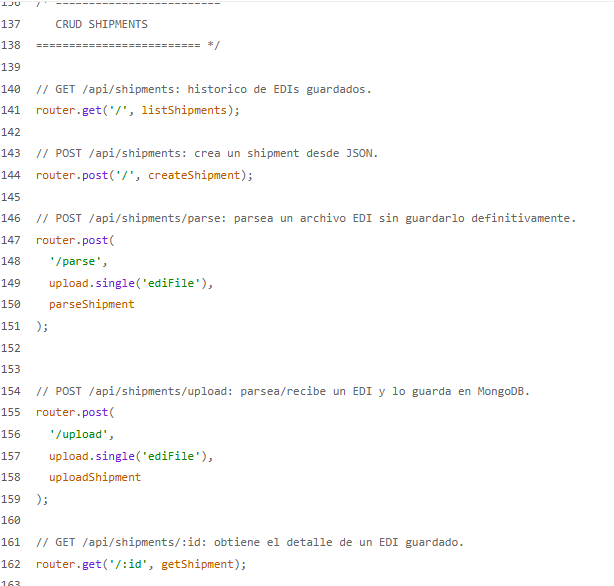 136 /* =========================
137 CRUD SHIPMENTS
138 ========================= */
139
140 // GET /api/shipments: historico de EDIs guardados.
141 router.get('/', listShipments);
142
143 // POST /api/shipments: crea un shipment desde JSON.
144 router.post('/', createShipment);
145
146 // POST /api/shipments/parse: parsea un archivo EDI sin guardarlo definitivamente.
147 router.post(
148 '/parse',
149 upload.single('ediFile'),
150 parseShipment
151 );
152
153
154 // POST /api/shipments/upload: parsea/recibe un EDI y lo guarda en MongoDB.
155 router.post(
156 '/upload',
157 upload.single('ediFile'),
158 uploadShipment
159 );
160
161 // GET /api/shipments/:id: obtiene el detalle de un EDI guardado.
162 router.get('/:id', getShipment);
163